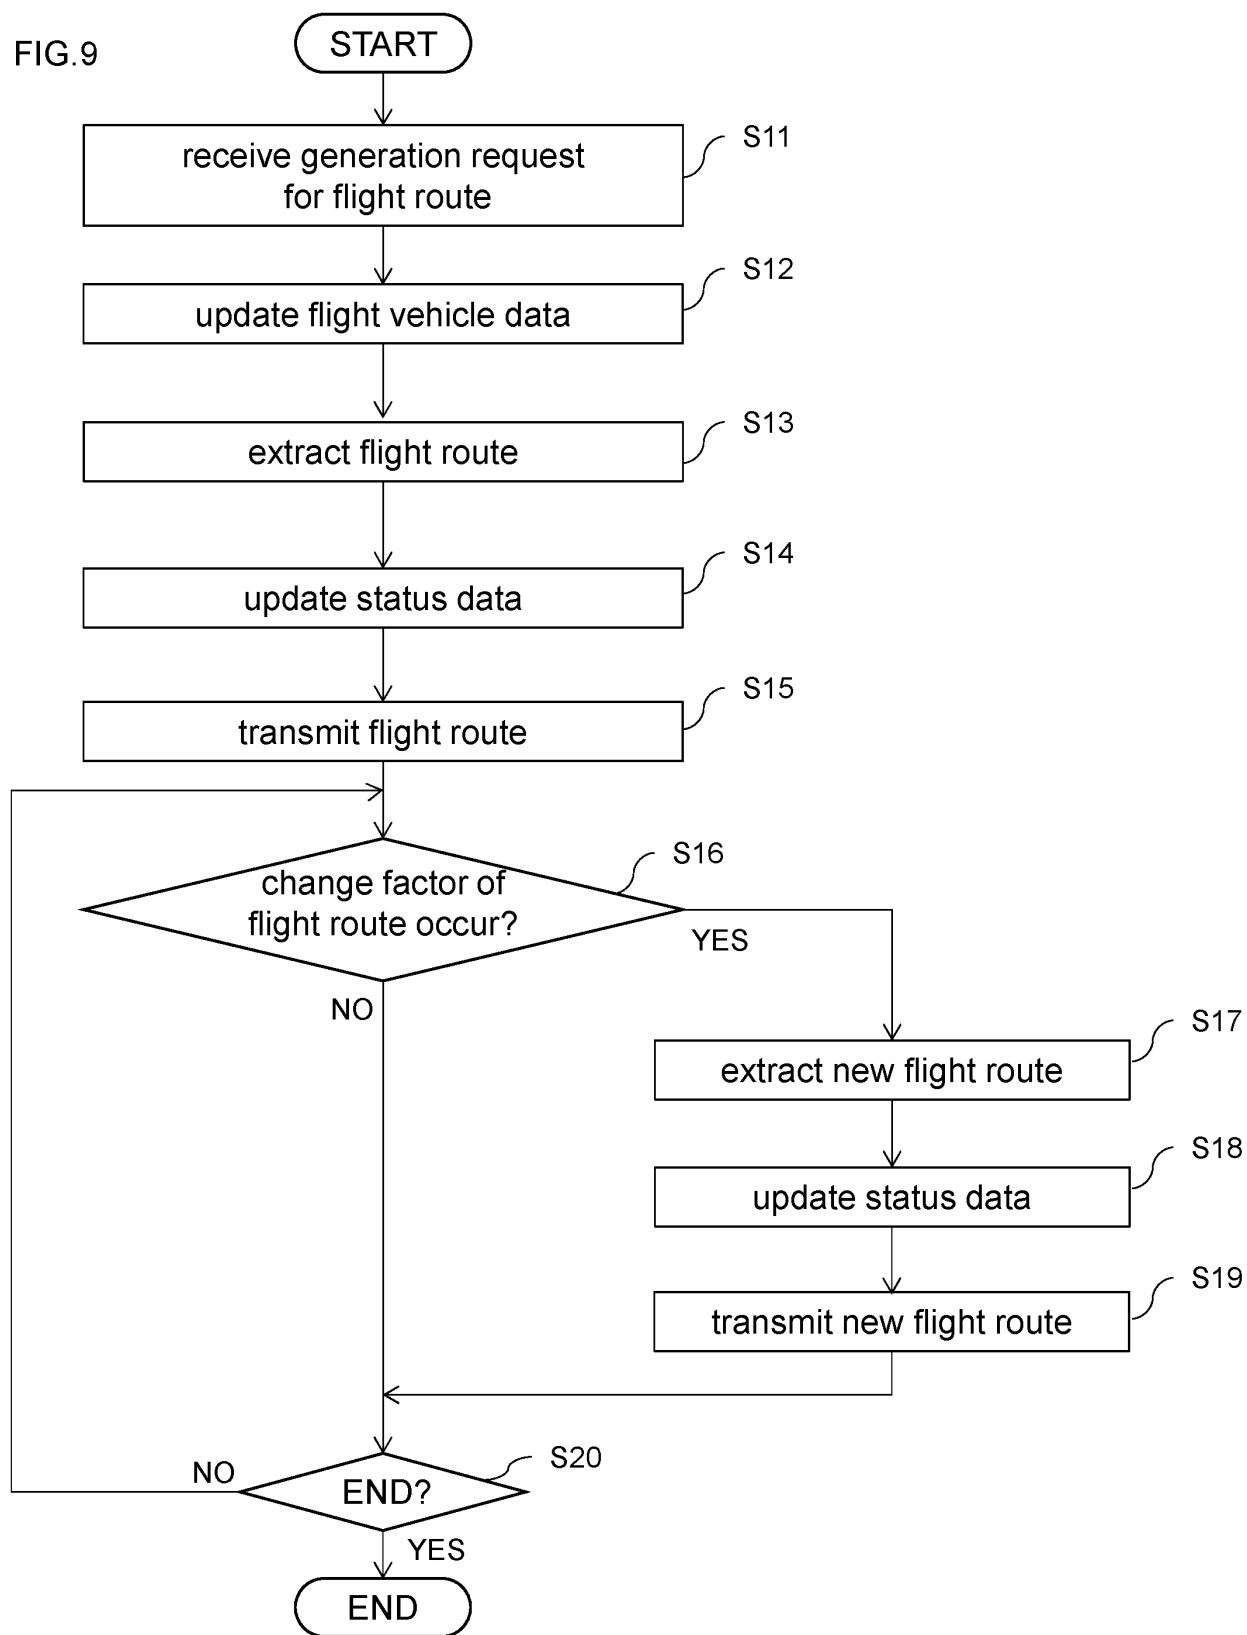 FIG.9
START
receive generation request
for flight route
S11
update flight vehicle data
S12
extract flight route
S13
update status data
S14
transmit flight route
S15
change factor of
flight route occur?
S16
YES
NO
extract new flight route
S17
update status data
S18
transmit new flight route
S19
END?
S20
NO
YES
END